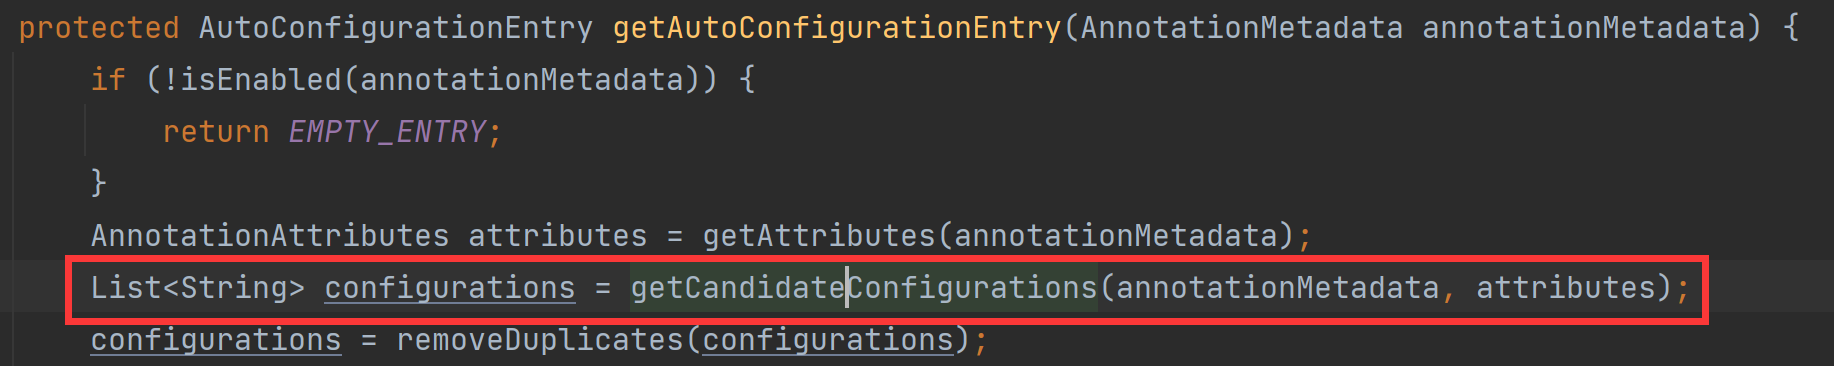 protected AutoConfigurationEntry getAutoConfigurationEntry(AnnotationMetadata annotationMetadata) {
if (!isEnabled(annotationMetadata)) {
return EMPTY_ENTRY;
}
AnnotationAttributes attributes = getAttributes(annotationMetadata);
List<String> configurations = getCandidateConfigurations(annotationMetadata, attributes);
configurations = removeDuplicates(configurations);